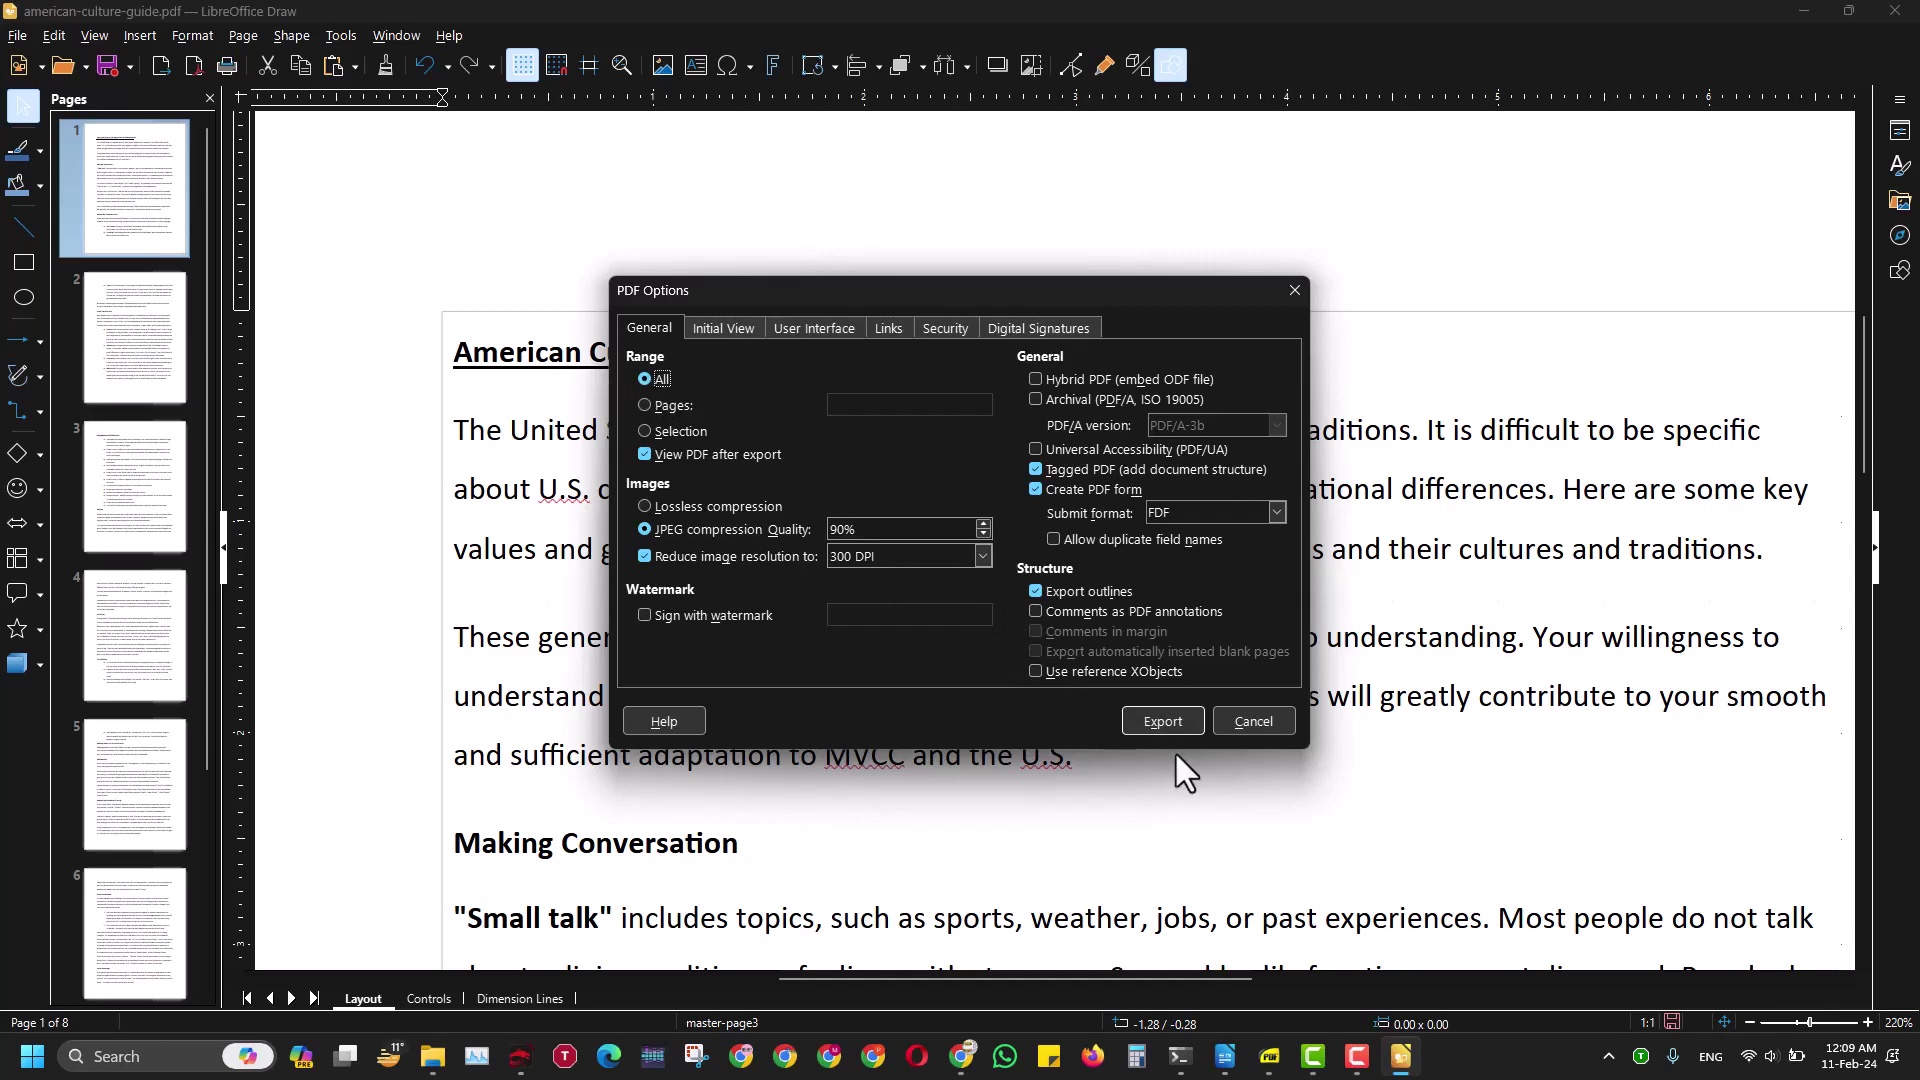 american-culture-guide.pdf — LibreOffice Draw
File Edit View Insert Format Page Shape Tools Window Help
Pages
1
2
3
4
5
6
1 2 3 4 5 6
American Cu
The United S
aditions. It is difficult to be specific
about U.S. c
ational differences. Here are some key
values and g
s and their cultures and traditions.
These gener
o understanding. Your willingness to
understand
s will greatly contribute to your smooth
and sufficient adaptation to MVCC and the U.S.
Making Conversation
"Small talk" includes topics, such as sports, weather, jobs, or past experiences. Most people do not talk
PDF Options
General Initial View User Interface Links Security Digital Signatures
Range
All
Pages:
Selection
View PDF after export
Images
Lossless compression
JPEG compression Quality: 90%
Reduce image resolution to: 300 DPI
Watermark
Sign with watermark
General
Hybrid PDF (embed ODF file)
Archival (PDF/A, ISO 19005)
PDF/A version: PDF/A-3b
Universal Accessibility (PDF/UA)
Tagged PDF (add document structure)
Create PDF form
Submit format: FDF
Allow duplicate field names
Structure
Export outlines
Comments as PDF annotations
Comments in margin
Export automatically inserted blank pages
Use reference XObjects
Help Export Cancel
Layout Controls Dimension Lines
Page 1 of 8 master-page3 -1.28 / -0.28 0.00 x 0.00 1:1 220%
Search PRE 11° T PDF ENG 12:09 AM
11-Feb-24